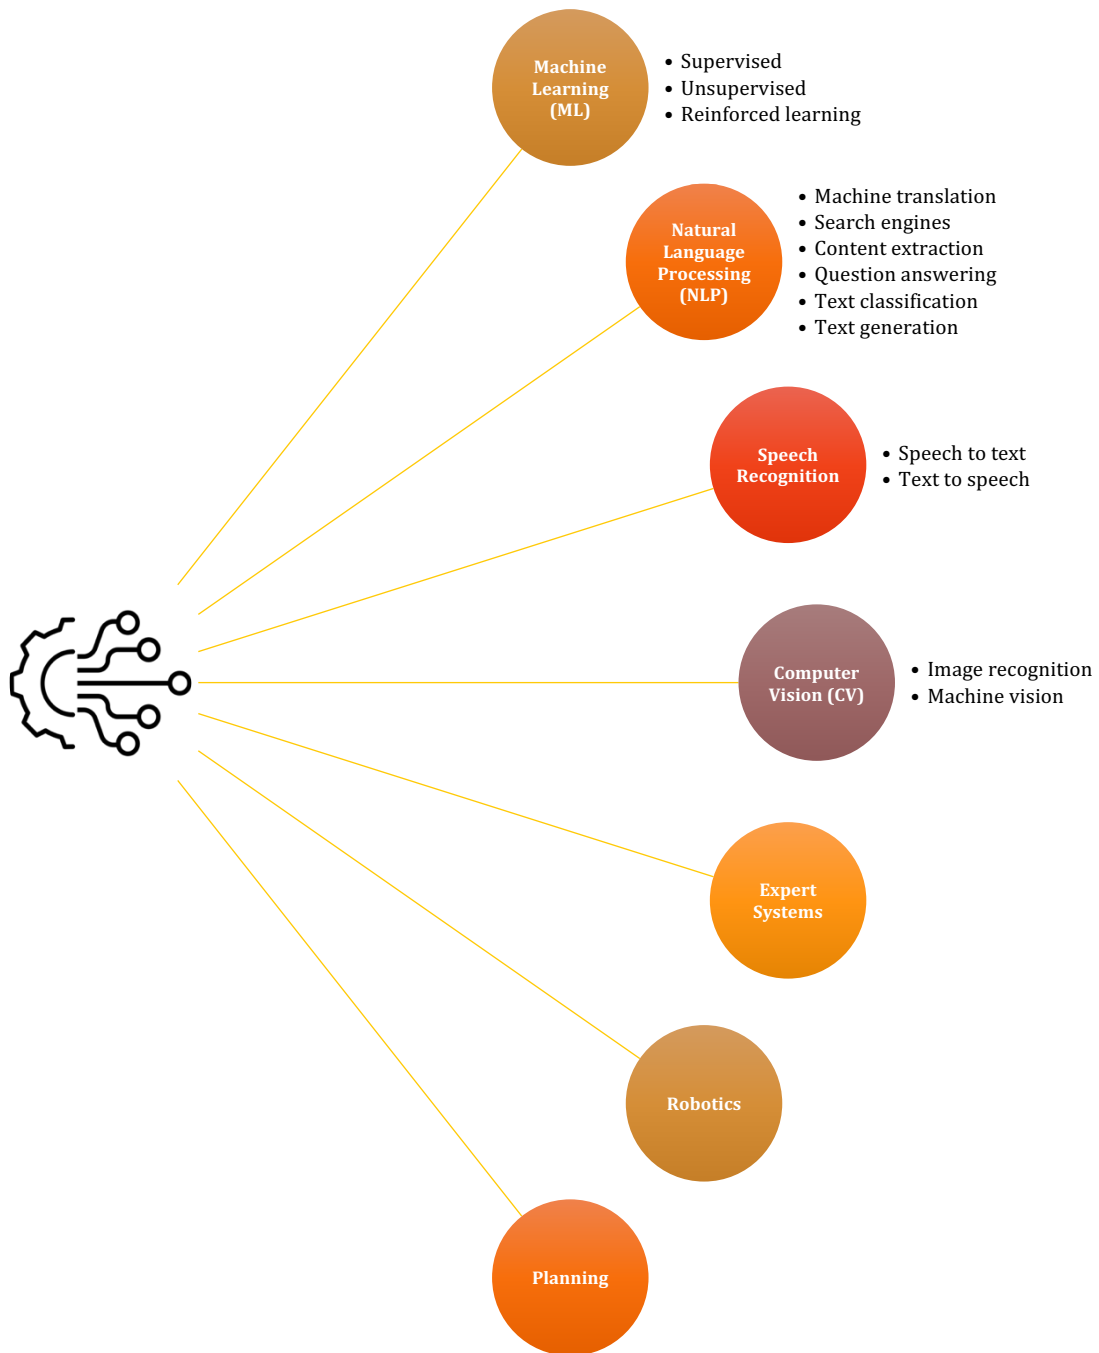 Machine
Learning
(ML)
• Supervised
• Unsupervised
• Reinforced learning
Natural
Language
Processing
(NLP)
• Machine translation
• Search engines
• Content extraction
• Question answering
• Text classification
• Text generation
Speech
Recognition
• Speech to text
• Text to speech
Computer
Vision (CV)
• Image recognition
• Machine vision
Expert
Systems
Robotics
Planning